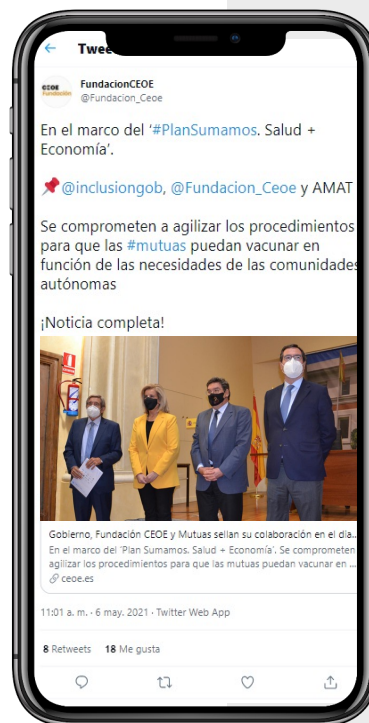 Twee
CEOE
Fundación
FundacionCEOE
@Fundacion_Ceoe
En el marco del '#PlanSumamos. Salud +
Economía'.
@inclusiongob, @Fundacion_Ceoe y AMAT
Se comprometen a agilizar los procedimientos
para que las #mutuas puedan vacunar en
función de las necesidades de las comunidades
autónomas
¡Noticia completa!
Gobierno, Fundación CEOE y Mutuas sellan su colaboración en el día...
En el marco del 'Plan Sumamos. Salud + Economía'. Se comprometen
agilizar los procedimientos para que las mutuas puedan vacunar en ...
ceoe.es
11:01 a. m. · 6 may. 2021 · Twitter Web App
8 Retweets 18 Me gusta